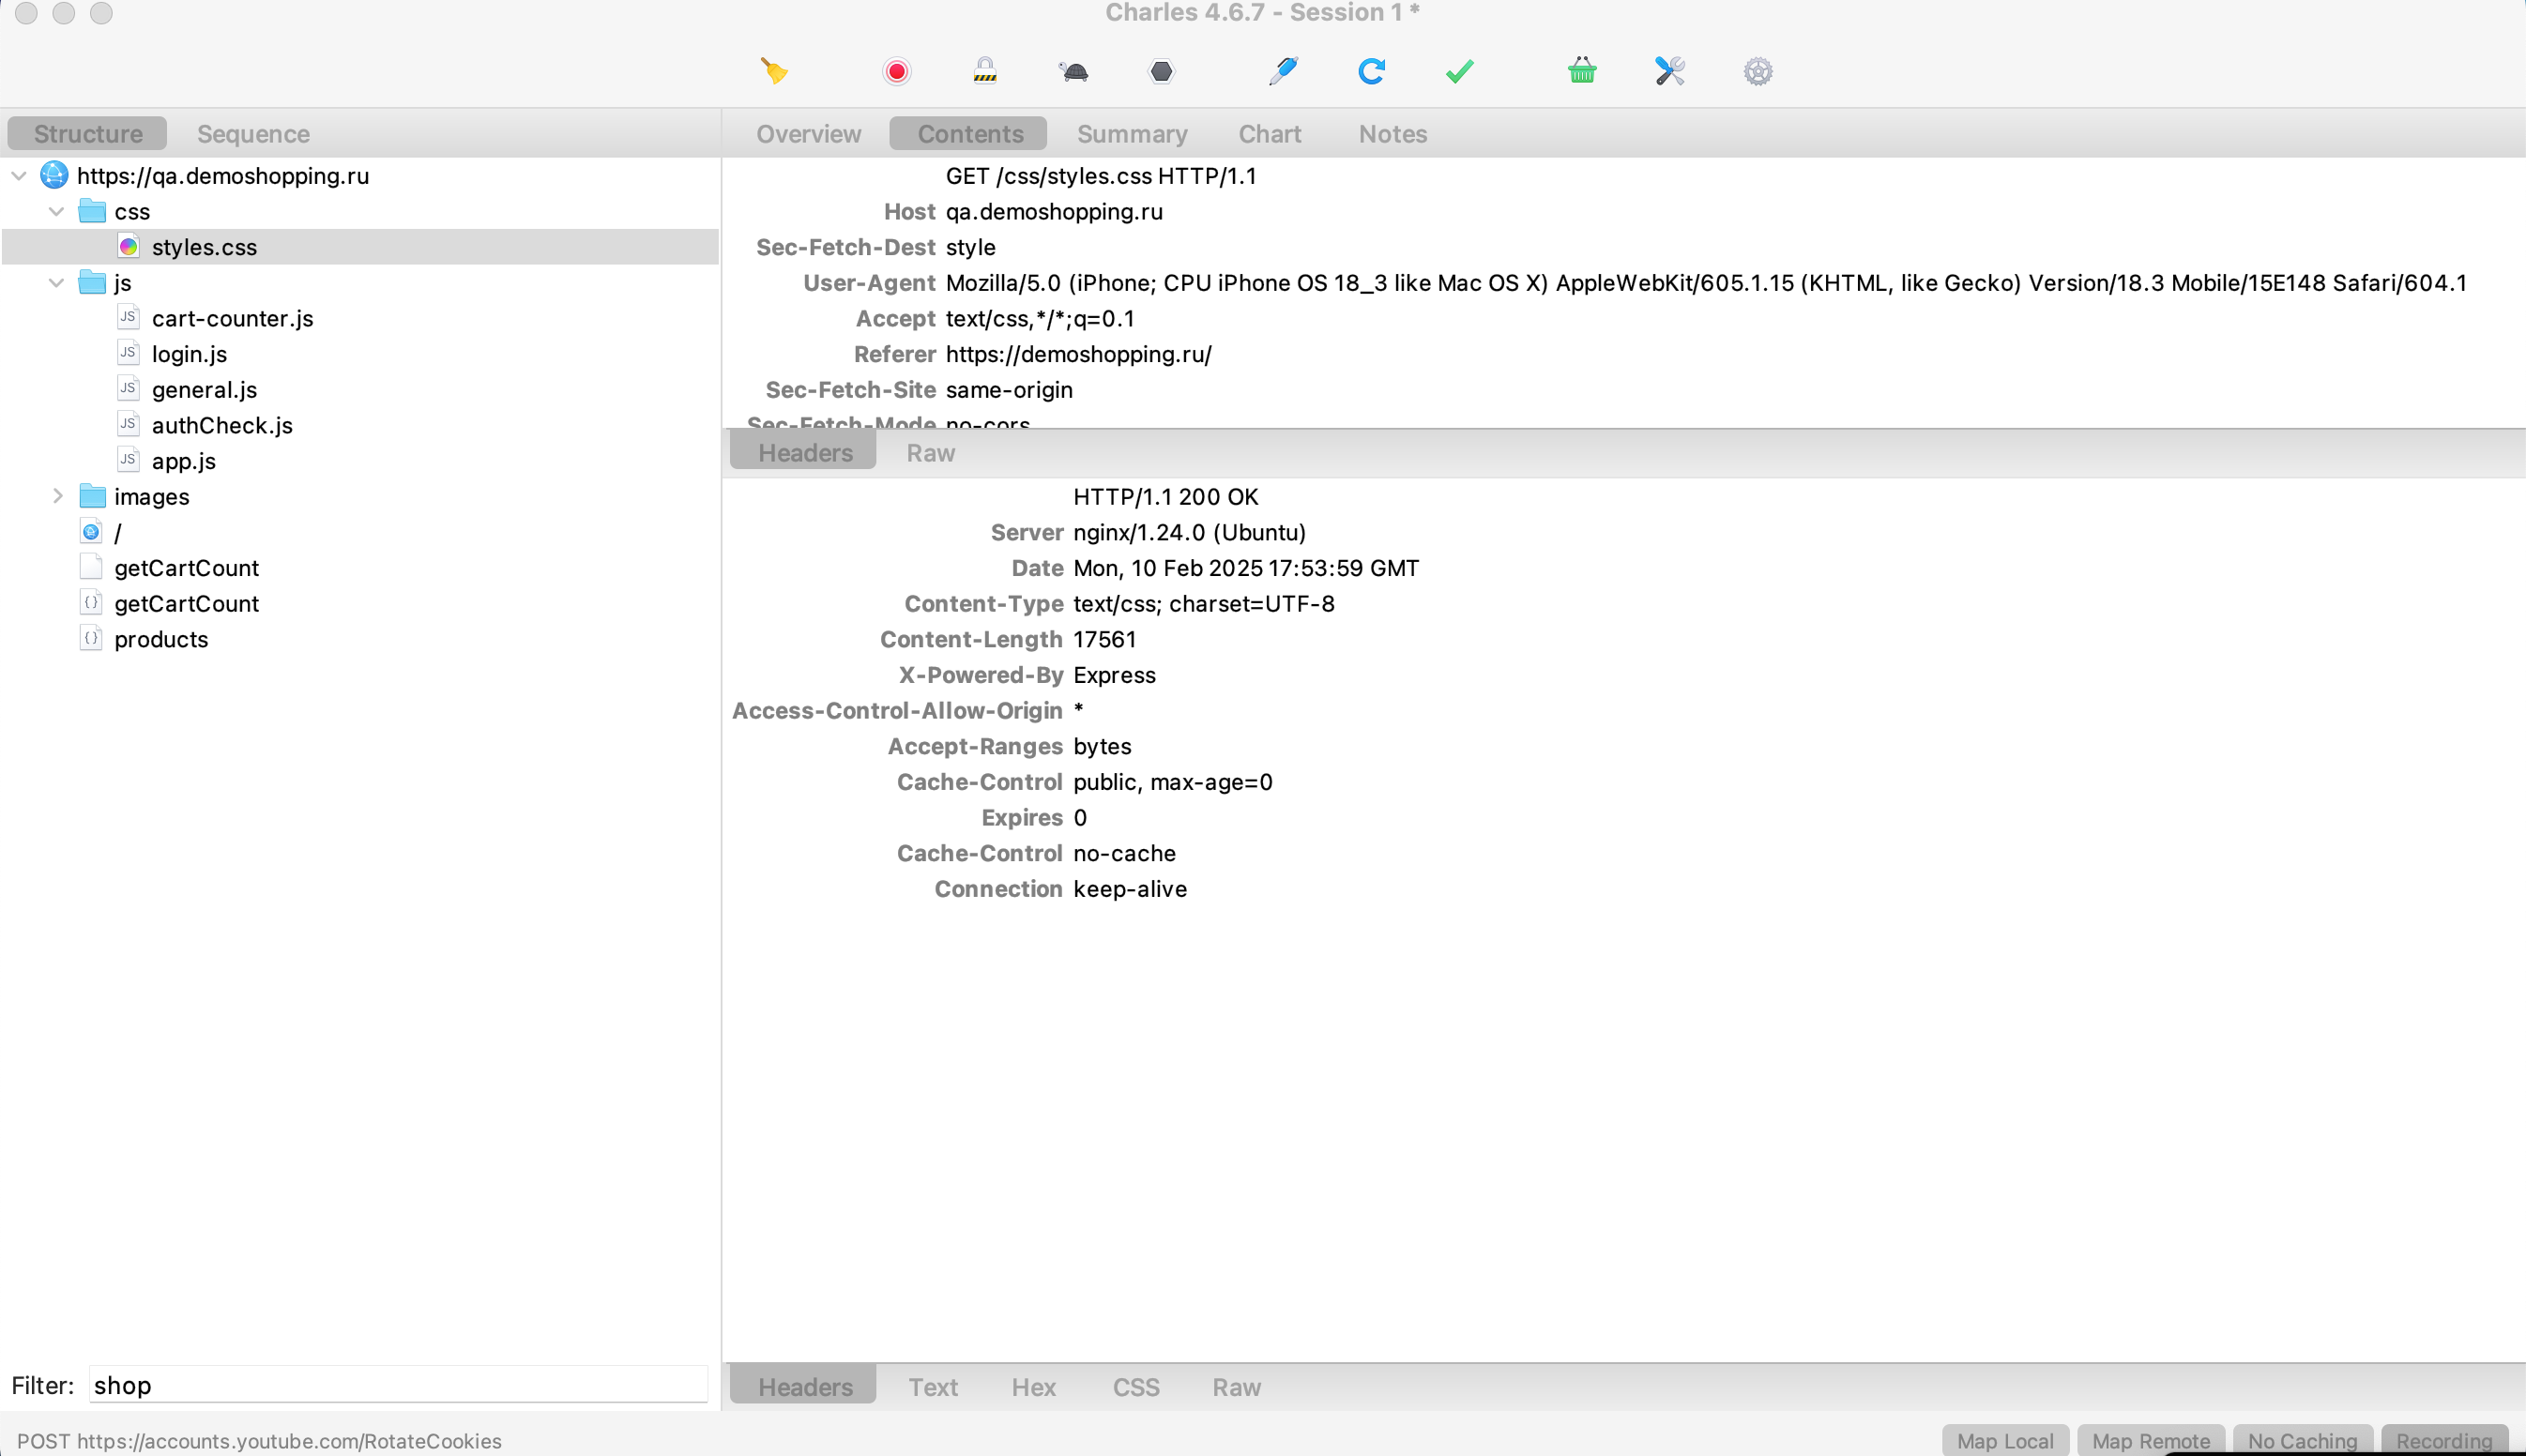 Charles 4.6.7 - Session 1 *
Structure Sequence
https://qa.demoshopping.ru
css
styles.css
js
JS cart-counter.js
JS login.js
JS general.js
JS authCheck.js
JS app.js
images
/
getCartCount
{} getCartCount
{} products
Filter: shop
Overview Contents Summary Chart Notes
GET /css/styles.css HTTP/1.1
Host qa.demoshopping.ru
Sec-Fetch-Dest style
User-Agent Mozilla/5.0 (iPhone; CPU iPhone OS 18_3 like Mac OS X) AppleWebKit/605.1.15 (KHTML, like Gecko) Version/18.3 Mobile/15E148 Safari/604.1
Accept text/css,*/*;q=0.1
Referer https://demoshopping.ru/
Sec-Fetch-Site same-origin
Sec-Fetch-Mode no-cors
Headers Raw
HTTP/1.1 200 OK
Server nginx/1.24.0 (Ubuntu)
Date Mon, 10 Feb 2025 17:53:59 GMT
Content-Type text/css; charset=UTF-8
Content-Length 17561
X-Powered-By Express
Access-Control-Allow-Origin *
Accept-Ranges bytes
Cache-Control public, max-age=0
Expires 0
Cache-Control no-cache
Connection keep-alive
Headers Text Hex CSS Raw
POST https://accounts.youtube.com/RotateCookies
Map Local Map Remote No Caching Recording